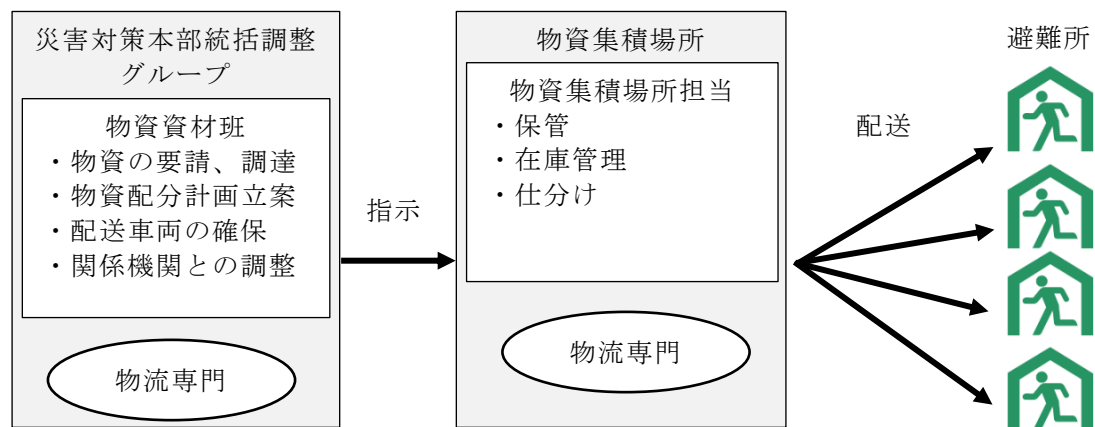 災害対策本部統括調整
グループ
物資資材班
・物資の要請、調達
・物資配分計画立案
・配送車両の確保
・関係機関との調整
物流専門
指示
物資集積場所
物資集積場所担当
・保管
・在庫管理
・仕分け
物流専門
配送
避難所